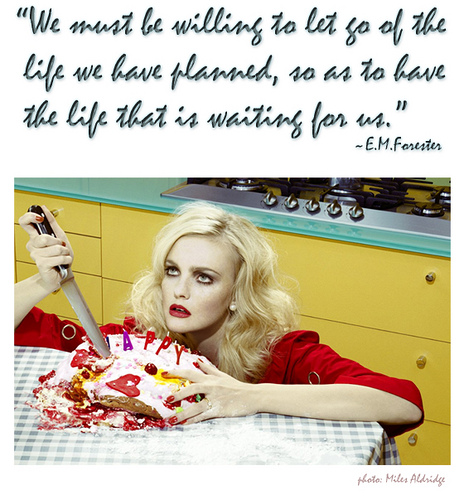 “We must be willing to let go of the
life we have planned, so as to have
the life that is waiting for us.”
~E.M.Forester
HAPPY
photo: Miles Aldridge